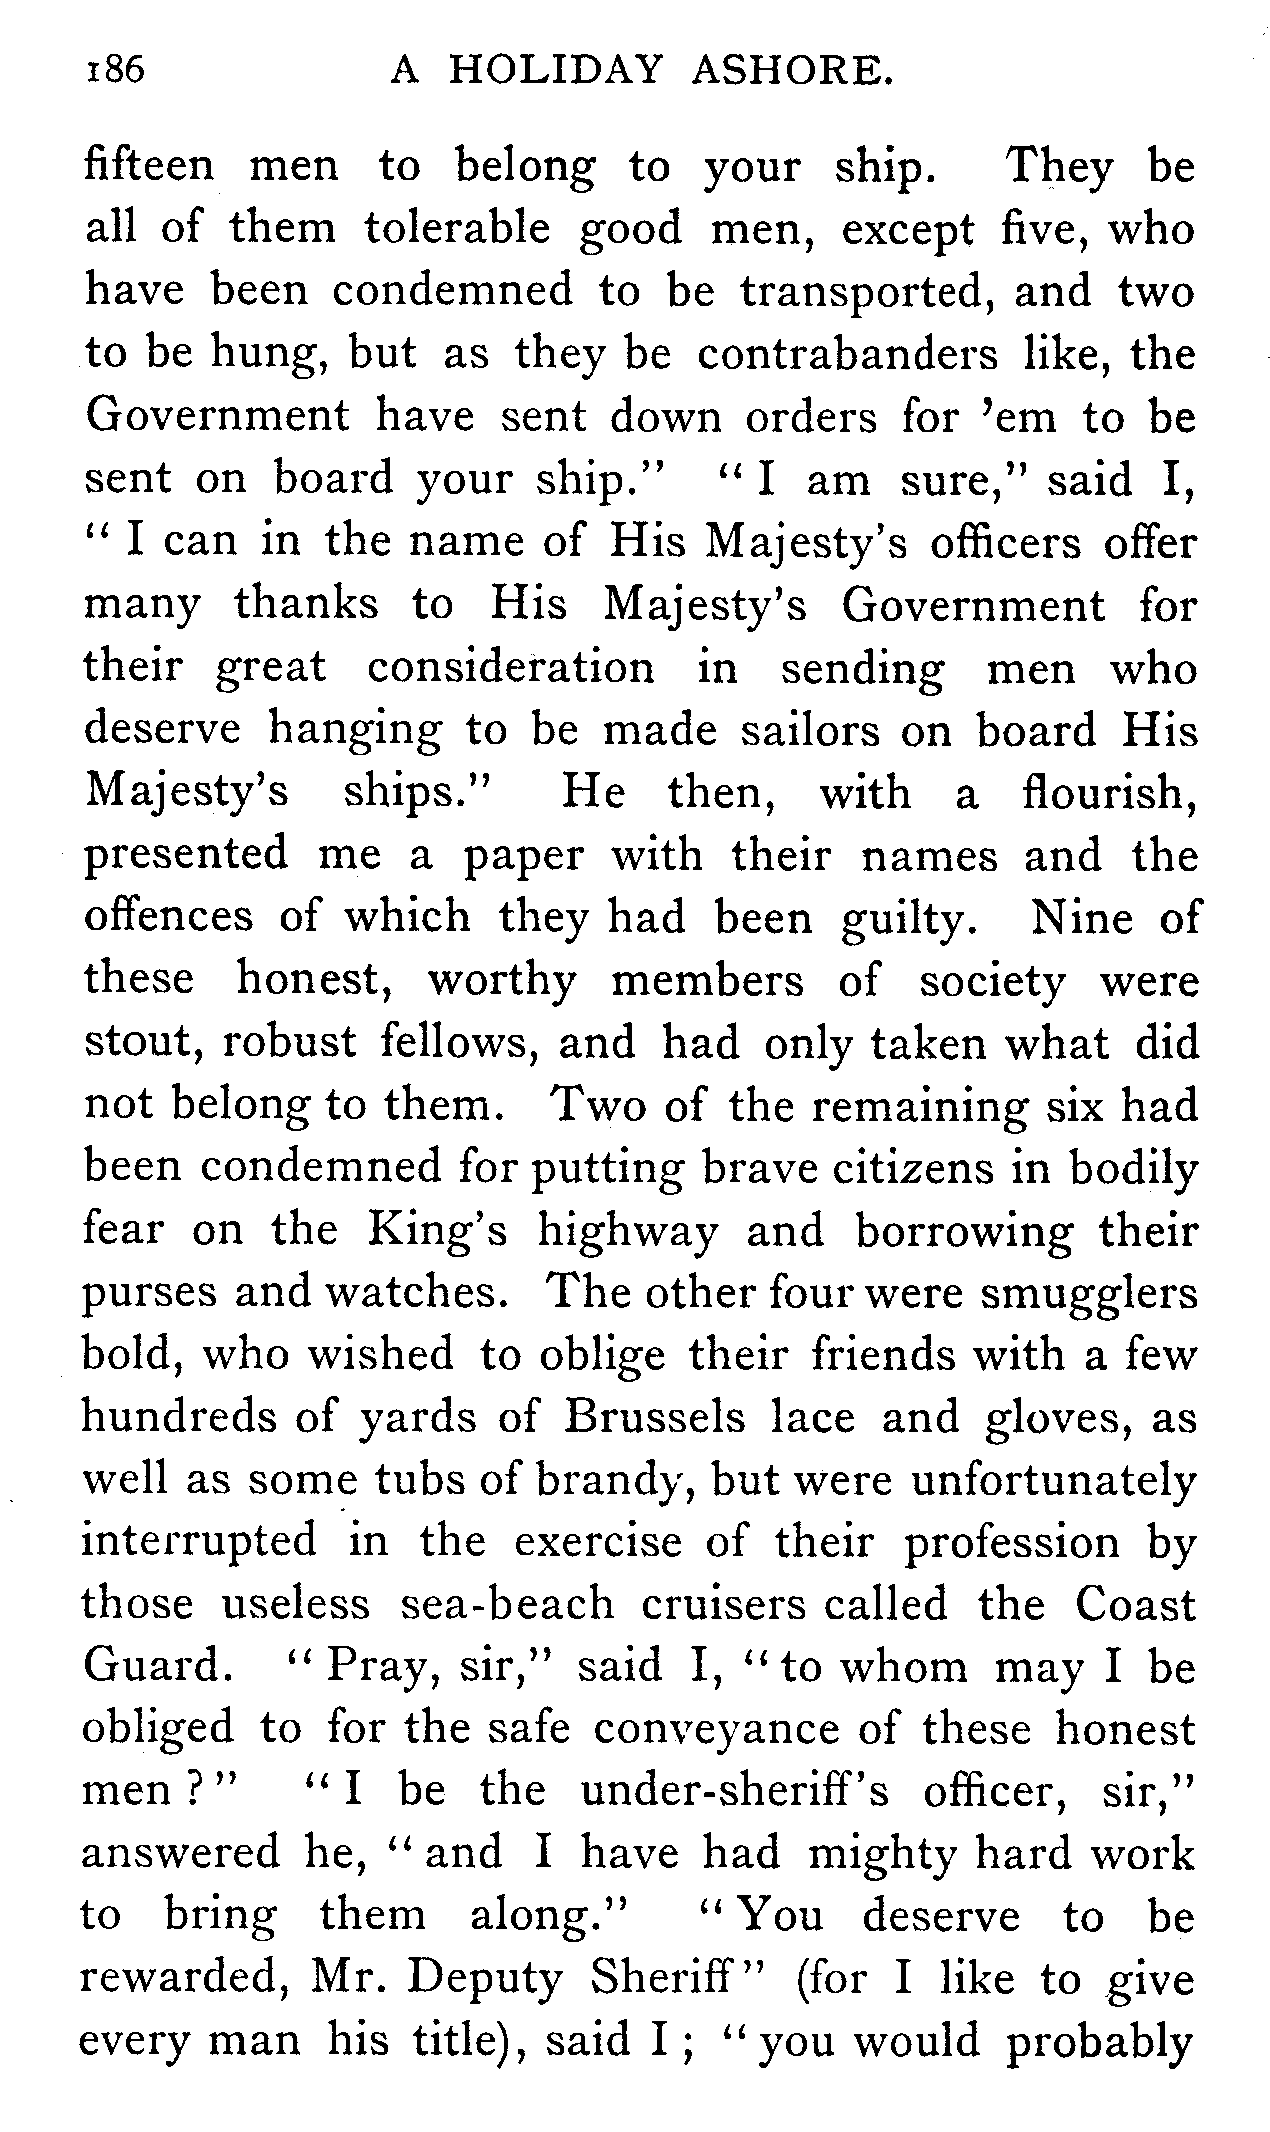 186 A HOLIDAY ASHORE.
fifteen men to belong to your ship. They be
all of them tolerable good men, except five, who
have been condemned to be transported, and two
to be hung, but as they be contrabanders like, the
Government have sent down orders for 'em to be
sent on board your ship." "I am sure," said I,
"I can in the name of His Majesty's officers offer
many thanks to His Majesty's Government for
their great consideration in sending men who
deserve hanging to be made sailors on board His
Majesty's ships." He then, with a flourish,
presented me a paper with their names and the
offences of which they had been guilty. Nine of
these honest, worthy members of society were
stout, robust fellows, and had only taken what did
not belong to them. Two of the remaining six had
been condemned for putting brave citizens in bodily
fear on the King's highway and borrowing their
purses and watches. The other four were smugglers
bold, who wished to oblige their friends with a few
hundreds of yards of Brussels lace and gloves, as
well as some tubs of brandy, but were unfortunately
interrupted in the exercise of their profession by
those useless sea-beach cruisers called the Coast
Guard. "Pray, sir," said I, "to whom may I be
obliged to for the safe conveyance of these honest
men?" "I be the under-sheriff's officer, sir,"
answered he, "and I have had mighty hard work
to bring them along." "You deserve to be
rewarded, Mr. Deputy Sheriff" (for I like to give
every man his title), said I; "you would probably